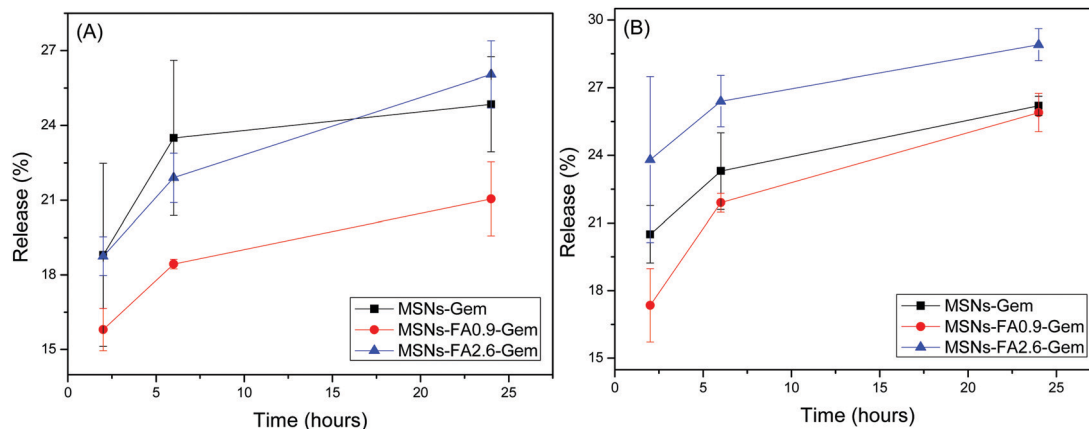 (A)
27
24
21
18
15
Release (%)
0 5 10 15 20 25
Time (hours)
MSNs-Gem
MSNs-FA0.9-Gem
MSNs-FA2.6-Gem
(B)
30
27
24
21
18
15
Release (%)
0 5 10 15 20 25
Time (hours)
MSNs-Gem
MSNs-FA0.9-Gem
MSNs-FA2.6-Gem